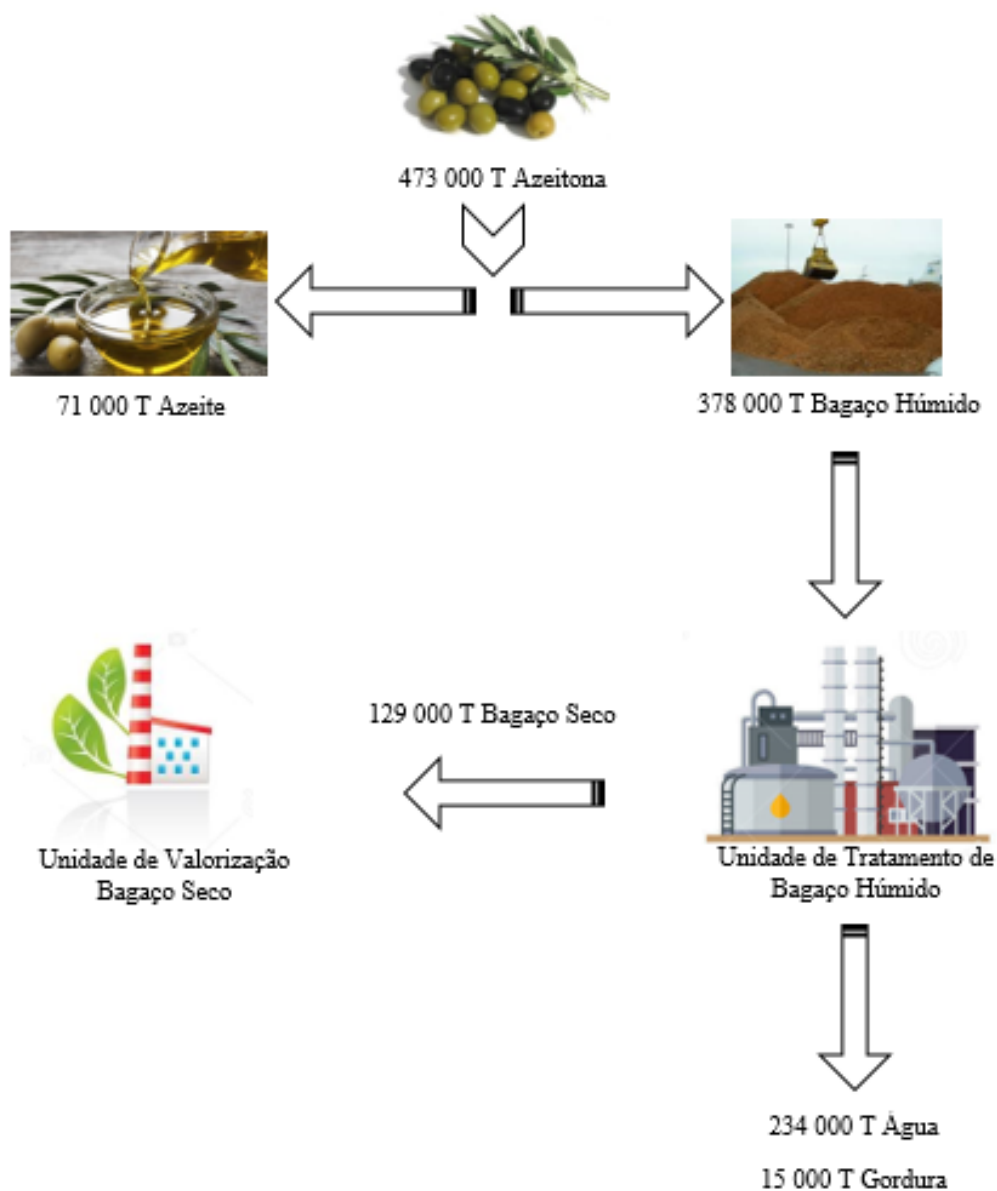 473 000 T Azeitona
71 000 T Azeite
378 000 T Bagaço Húmido
129 000 T Bagaço Seco
Unidade de Valorização
Bagaço Seco
Unidade de Tratamento de
Bagaço Húmido
234 000 T Água
15 000 T Gordura